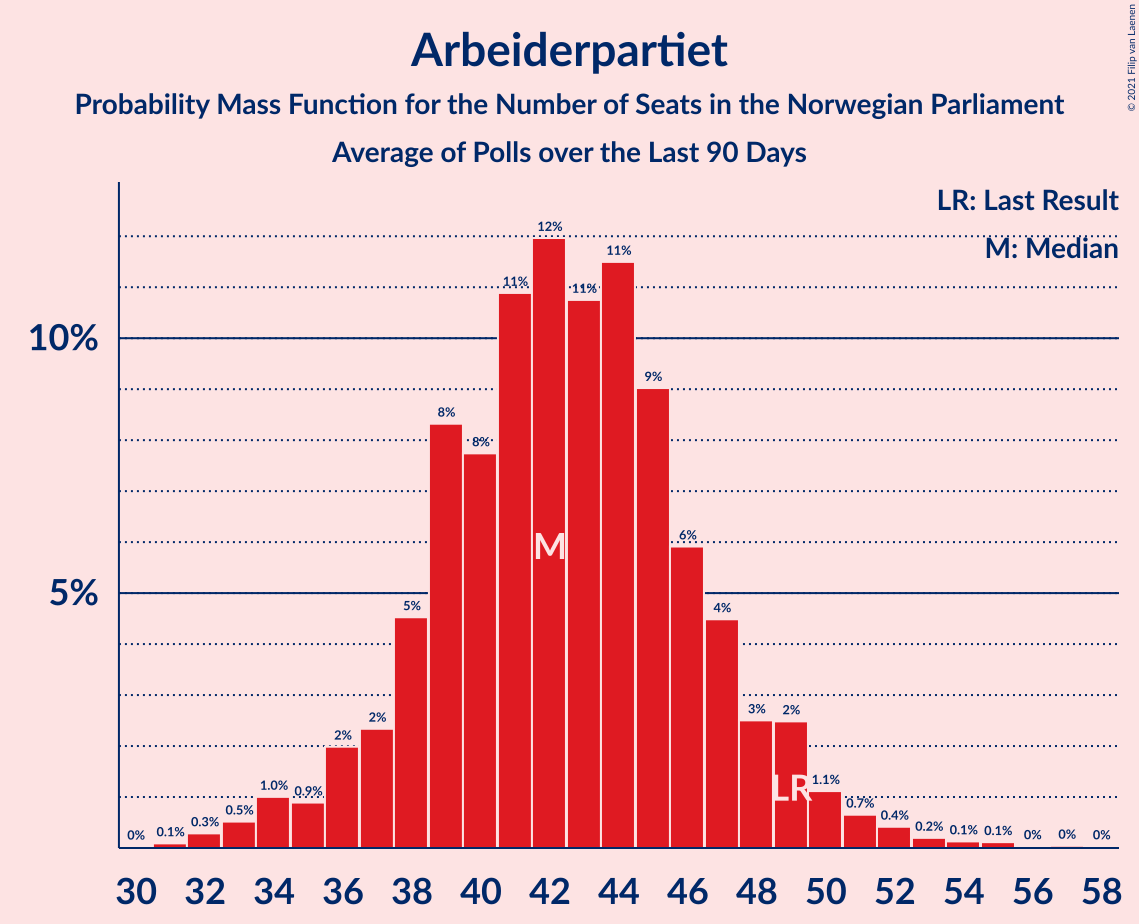 Arbeiderpartiet
Probability Mass Function for the Number of Seats in the Norwegian Parliament
Average of Polls over the Last 90 Days
© 2021 Filip van Laenen
LR: Last Result
M: Median
10%
5%
0% 0.1% 0.3% 0.5% 1.0% 0.9% 2% 2% 5% 8% 8% 11% 12% 11% 11% 9% 6% 4% 3% 2% 1.1% 0.7% 0.4% 0.2% 0.1% 0.1% 0% 0% 0%
M
LR
30 32 34 36 38 40 42 44 46 48 50 52 54 56 58